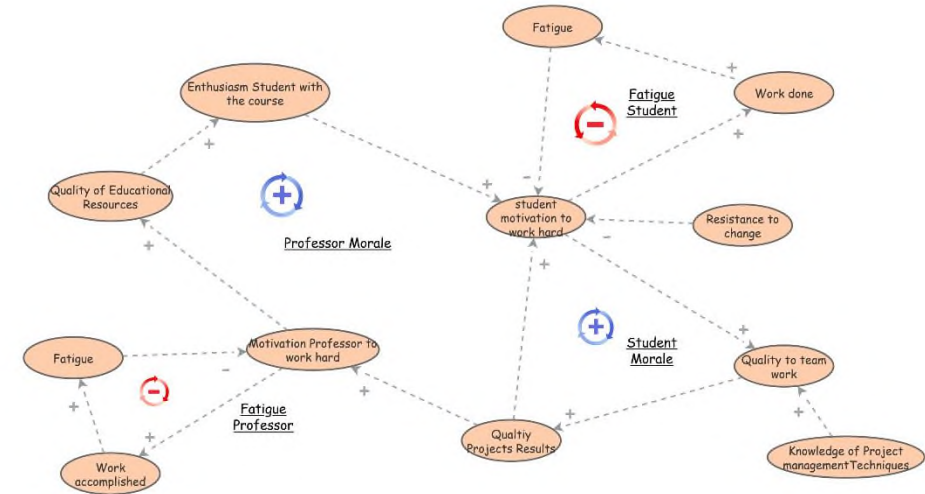 Fatigue
Enthusiasm Student with
the course
+
Work done
Fatigue
Student
−
+
+
+
−
Quality of Educational
Resources
+
student
motivation to
work hard
Resistance to
change
−
Professor Morale
+
+
+
Student
Morale
+
Motivation Professor to
work hard
Fatigue
−
Quality to team
work
−
+
+
+
+
+
Fatigue
Professor
Qualtiy
Projects Results
Knowledge of Project
managementTechniques
Work
accomplished